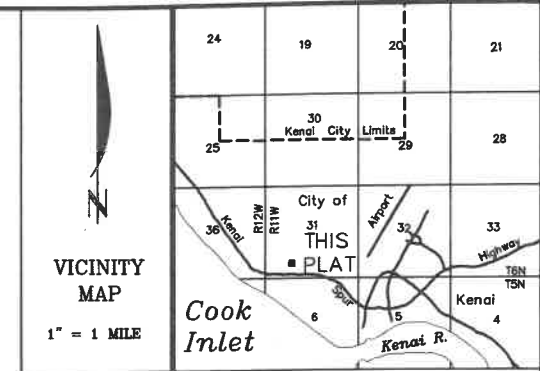 N
VICINITY
MAP
1" = 1 MILE
24 19 20 21
25 30 29 28
Kenai City Limits
36 31 32 33
Kenai
R12W
R11W
City of
Airport
THIS
PLAT
Spur
Highway
T6N
T5N
Kenai
6 5 4
Cook
Inlet
Kenai R.